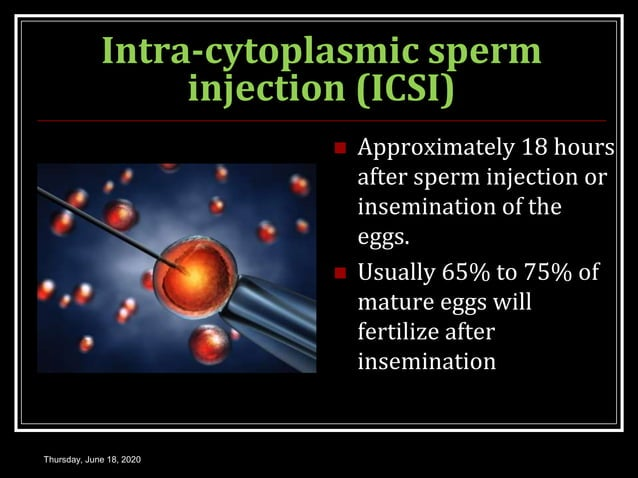 Intra-cytoplasmic sperm
injection (ICSI)
Approximately 18 hours
after sperm injection or
insemination of the
eggs.
Usually 65% to 75% of
mature eggs will
fertilize after
insemination
Thursday, June 18, 2020